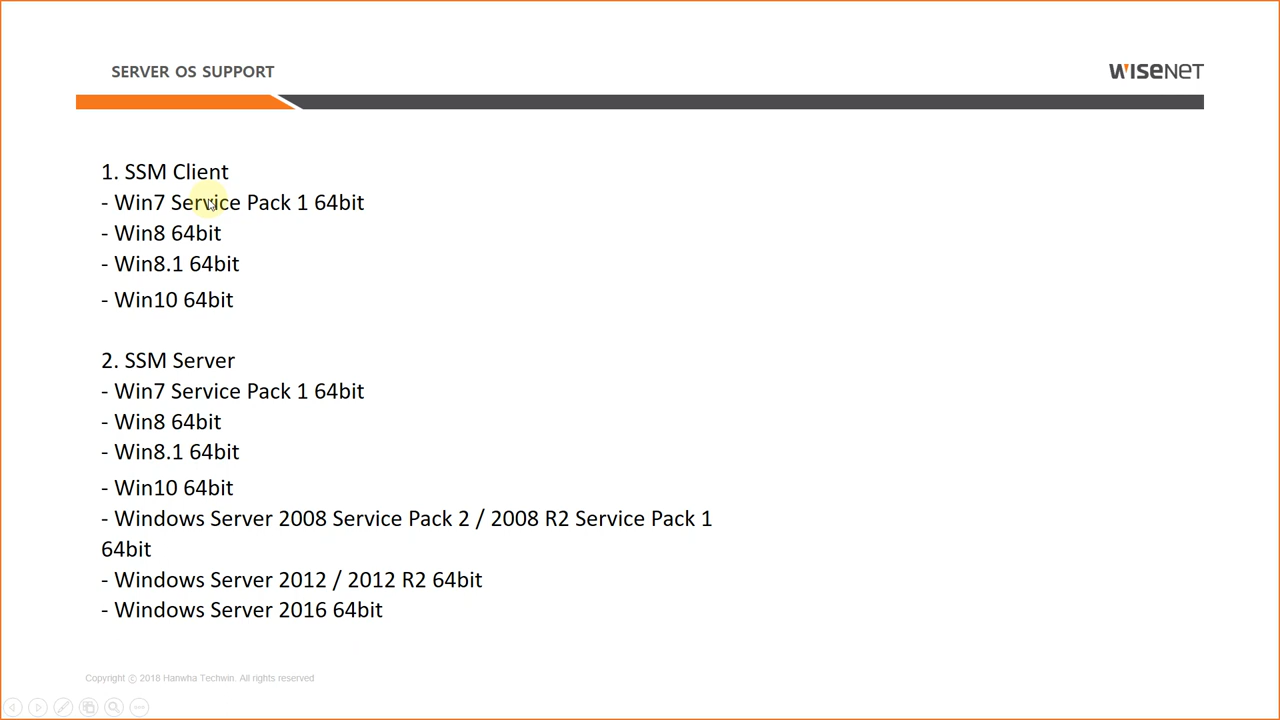 SERVER OS SUPPORT
WISENET
1. SSM Client
- Win7 Service Pack 1 64bit
- Win8 64bit
- Win8.1 64bit
- Win10 64bit
2. SSM Server
- Win7 Service Pack 1 64bit
- Win8 64bit
- Win8.1 64bit
- Win10 64bit
- Windows Server 2008 Service Pack 2 / 2008 R2 Service Pack 1
64bit
- Windows Server 2012 / 2012 R2 64bit
- Windows Server 2016 64bit
Copyright ⓒ 2018 Hanwha Techwin. All rights reserved